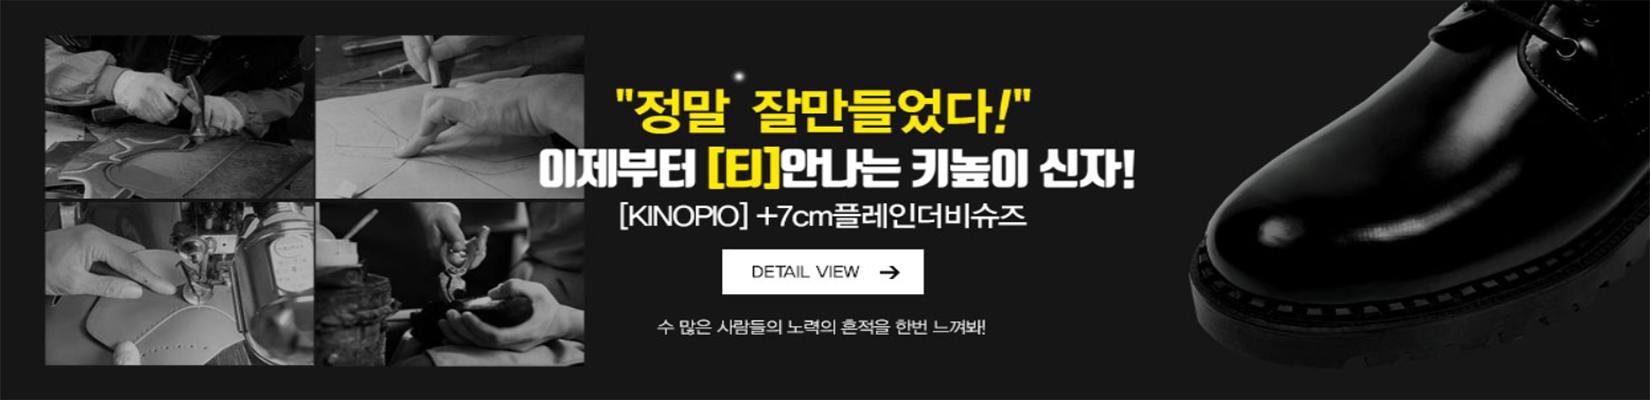 "정말 잘만들었다!"
이제부터 [티]안나는 키높이 신자!
[KINOPIO] +7cm플레인더비슈즈
DETAIL VIEW →
수 많은 사람들의 노력의 흔적을 한번 느껴봐!